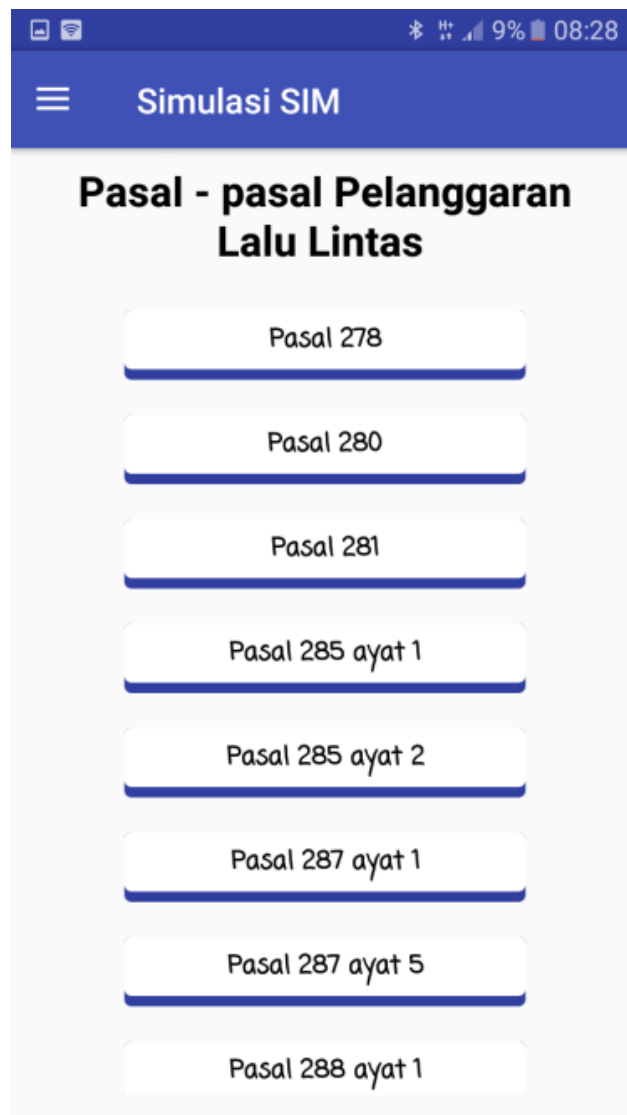 9% 08:28
Simulasi SIM
Pasal - pasal Pelanggaran
Lalu Lintas
Pasal 278
Pasal 280
Pasal 281
Pasal 285 ayat 1
Pasal 285 ayat 2
Pasal 287 ayat 1
Pasal 287 ayat 5
Pasal 288 ayat 1